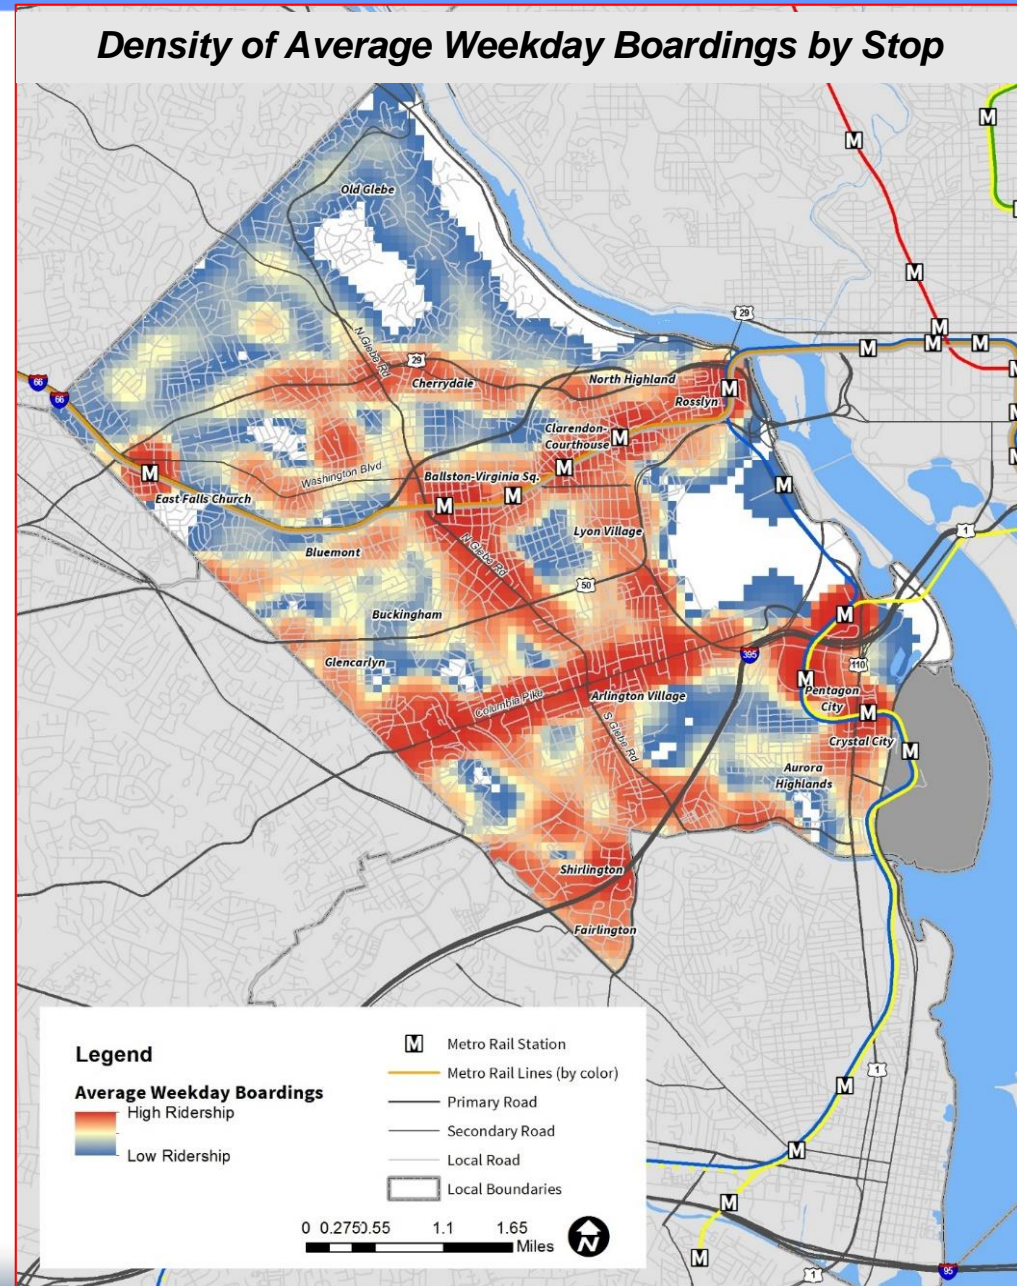 Density of Average Weekday Boardings by Stop
M
M
Old Glebe
M
M
29
N Glebe Rd
29
M
M
M
M
M
66
66
Cherrydale
North Highland
Rosslyn
M
M
Clarendon-
Courthouse
M
M
M
M
Washington Blvd
Ballston-Virginia Sq.
M
East Falls Church
M
M
M
Lyon Village
1
Bluemont
N Glebe Rd
50
Buckingham
M
Glencarlyn
395
110
M
Pentagon
City
Columbia Pike
Arlington Village
M
S Glebe Rd
Crystal City
M
Aurora
Highlands
Shirlington
Fairlington
Legend
Average Weekday Boardings
High Ridership
Low Ridership
M Metro Rail Station
Metro Rail Lines (by color)
Primary Road
Secondary Road
Local Road
Local Boundaries
0 0.275 0.55 1.1 1.65
Miles
N
1
M
M
M
M
1
95